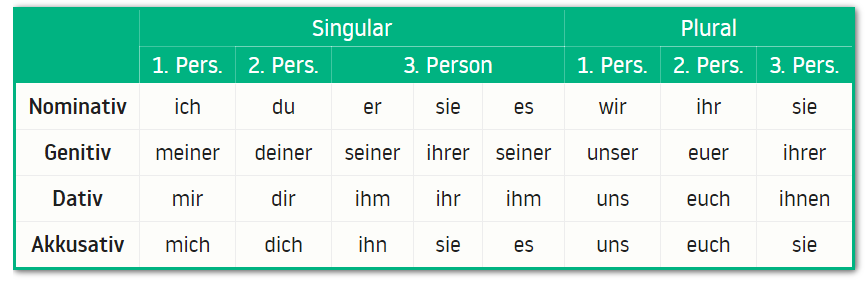 Singular Plural
1. Pers. 2. Pers. 3. Person 1. Pers. 2. Pers. 3. Pers.
Nominativ ich du er sie es wir ihr sie
Genitiv meiner deiner seiner ihrer seiner unser euer ihrer
Dativ mir dir ihm ihr ihm uns euch ihnen
Akkusativ mich dich ihn sie es uns euch sie